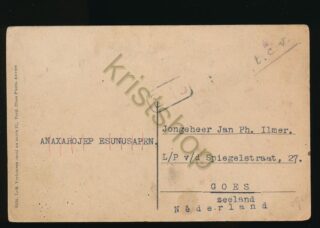 t.c.v.
kristshop
ANAXAROJEP ESUNUSAPEN.
Jongeheer Jan Ph. Ilmer.
L/P v/d Spiegelstraat, 27.
GOES
zeeland
Nederland